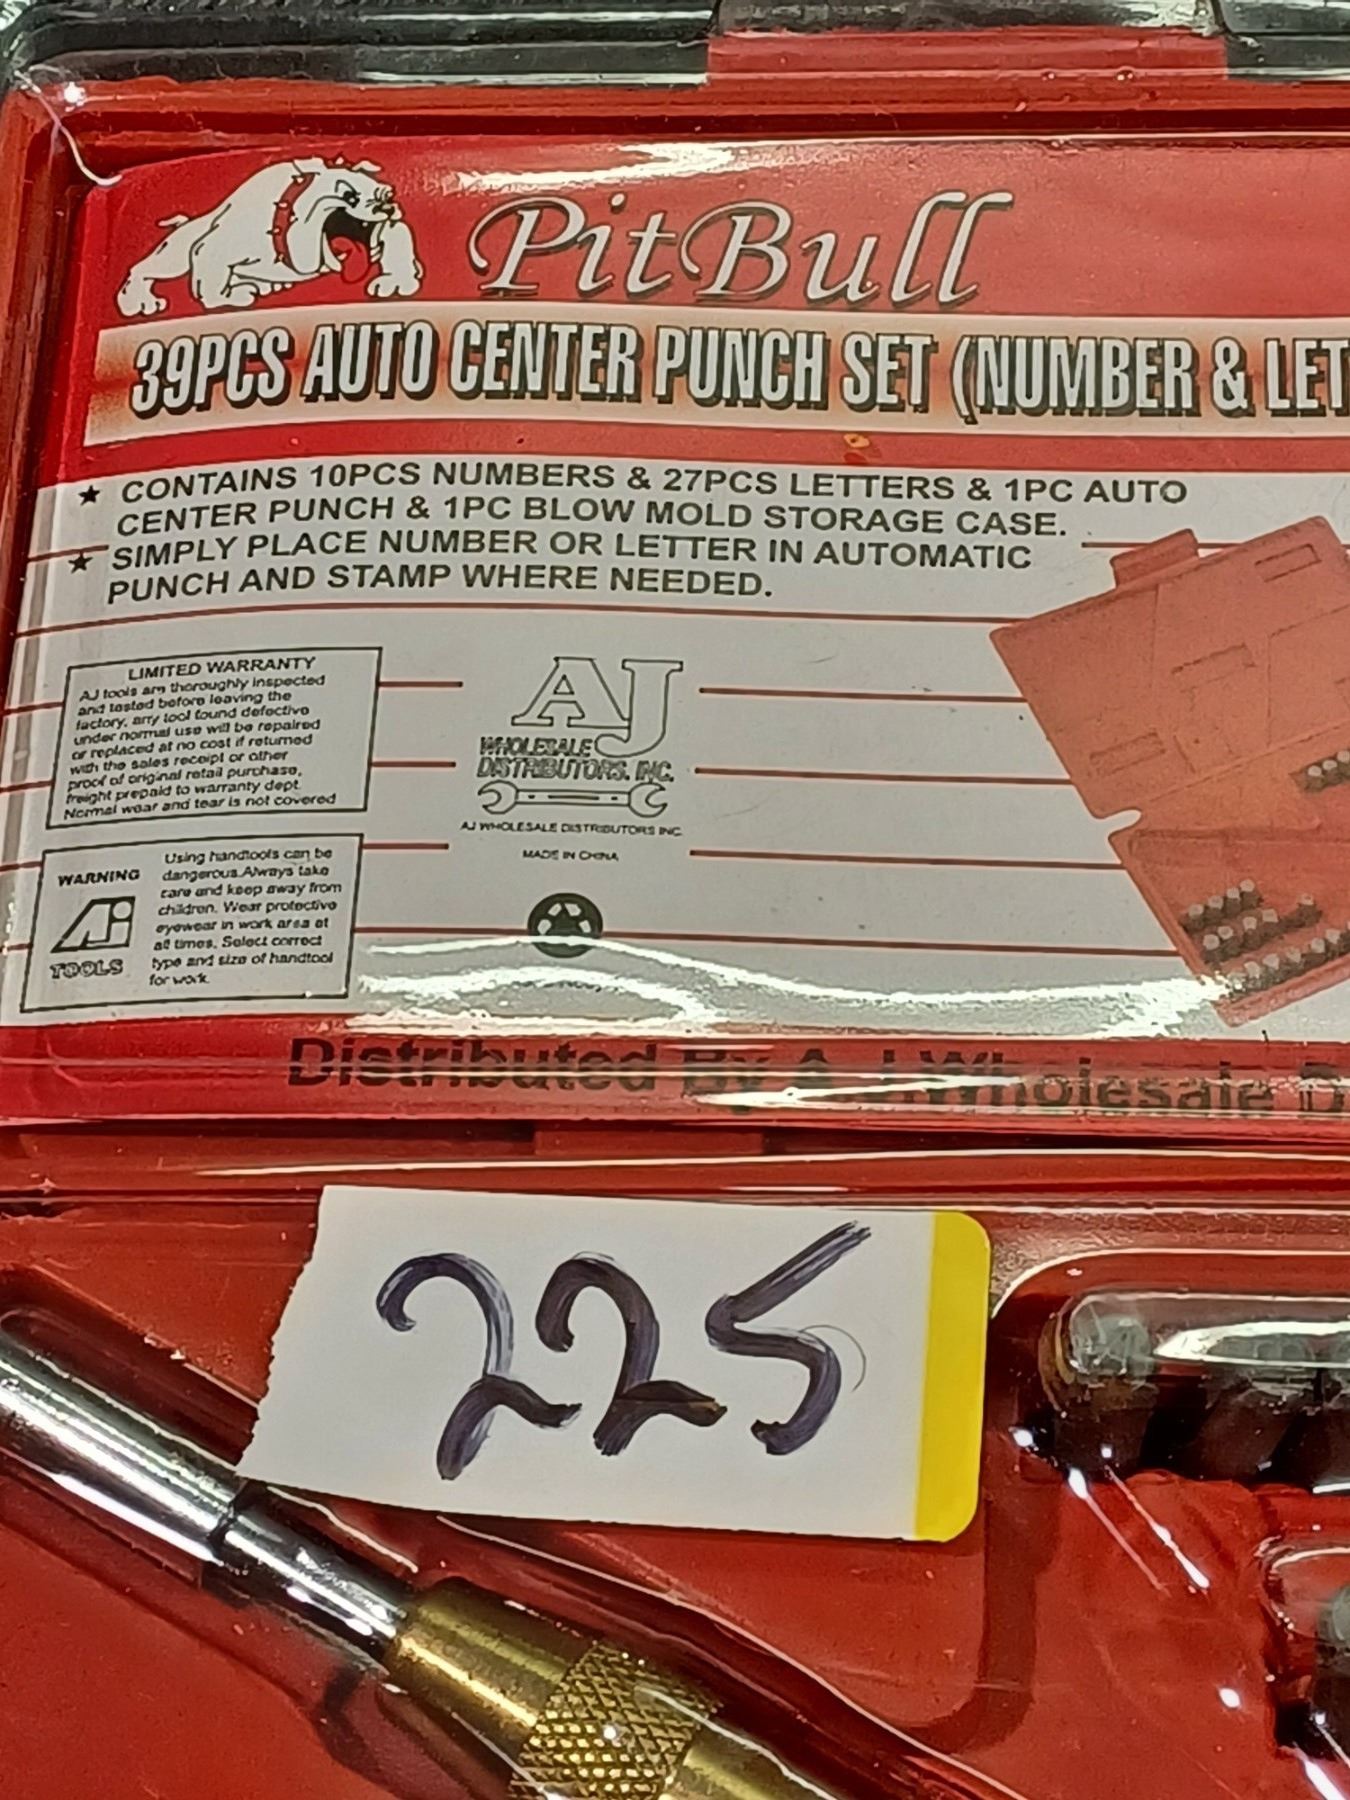 PitBull
39PCS AUTO CENTER PUNCH SET (NUMBER & LET
★ CONTAINS 10PCS NUMBERS & 27PCS LETTERS & 1PC AUTO
CENTER PUNCH & 1PC BLOW MOLD STORAGE CASE.
★ SIMPLY PLACE NUMBER OR LETTER IN AUTOMATIC
PUNCH AND STAMP WHERE NEEDED.
LIMITED WARRANTY
AJ tools are thoroughly inspected
and tested before leaving the
factory, any tool found defective
under normal use will be repaired
or replaced at no cost if returned
with the sales receipt or other
proof of original retail purchase,
freight prepaid to warranty dept.
Normal wear and tear is not covered
AJ
WHOLESALE
DISTRIBUTORS. INC.
AJ WHOLESALE DISTRIBUTORS INC.
MADE IN CHINA
WARNING
AJ
TOOLS
Using handtools can be
dangerous.Always take
care and keep away from
children. Wear protective
eyewear in work area at
all times. Select correct
type and size of handtool
for work.
Distributed By A J Wholesale D
225